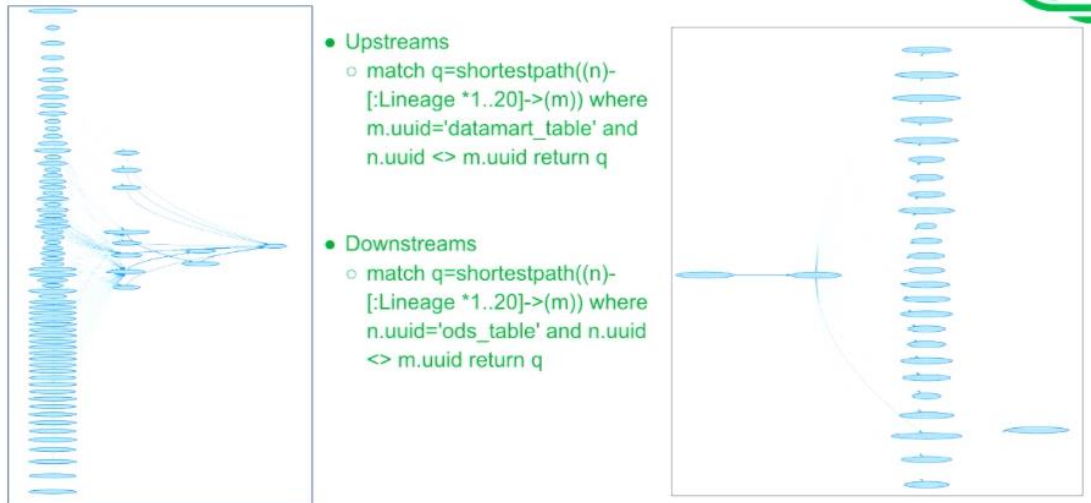 ● Upstreams
○ match q=shortestpath((n)-
[:Lineage *1..20]->(m)) where
m.uuid='datamart_table' and
n.uuid <> m.uuid return q
● Downstreams
○ match q=shortestpath((n)-
[:Lineage *1..20]->(m)) where
n.uuid='ods_table' and n.uuid
<> m.uuid return q